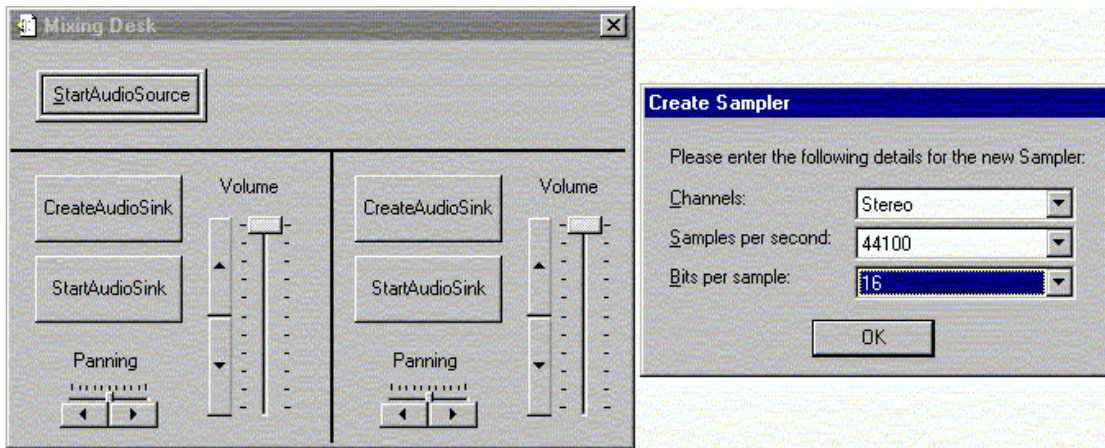 Mixing Desk
StartAudioSource
CreateAudioSink
Volume
StartAudioSink
Panning
CreateAudioSink
Volume
StartAudioSink
Panning
Create Sampler
Please enter the following details for the new Sampler:
Channels:
Stereo
Samples per second:
44100
Bits per sample:
16
OK